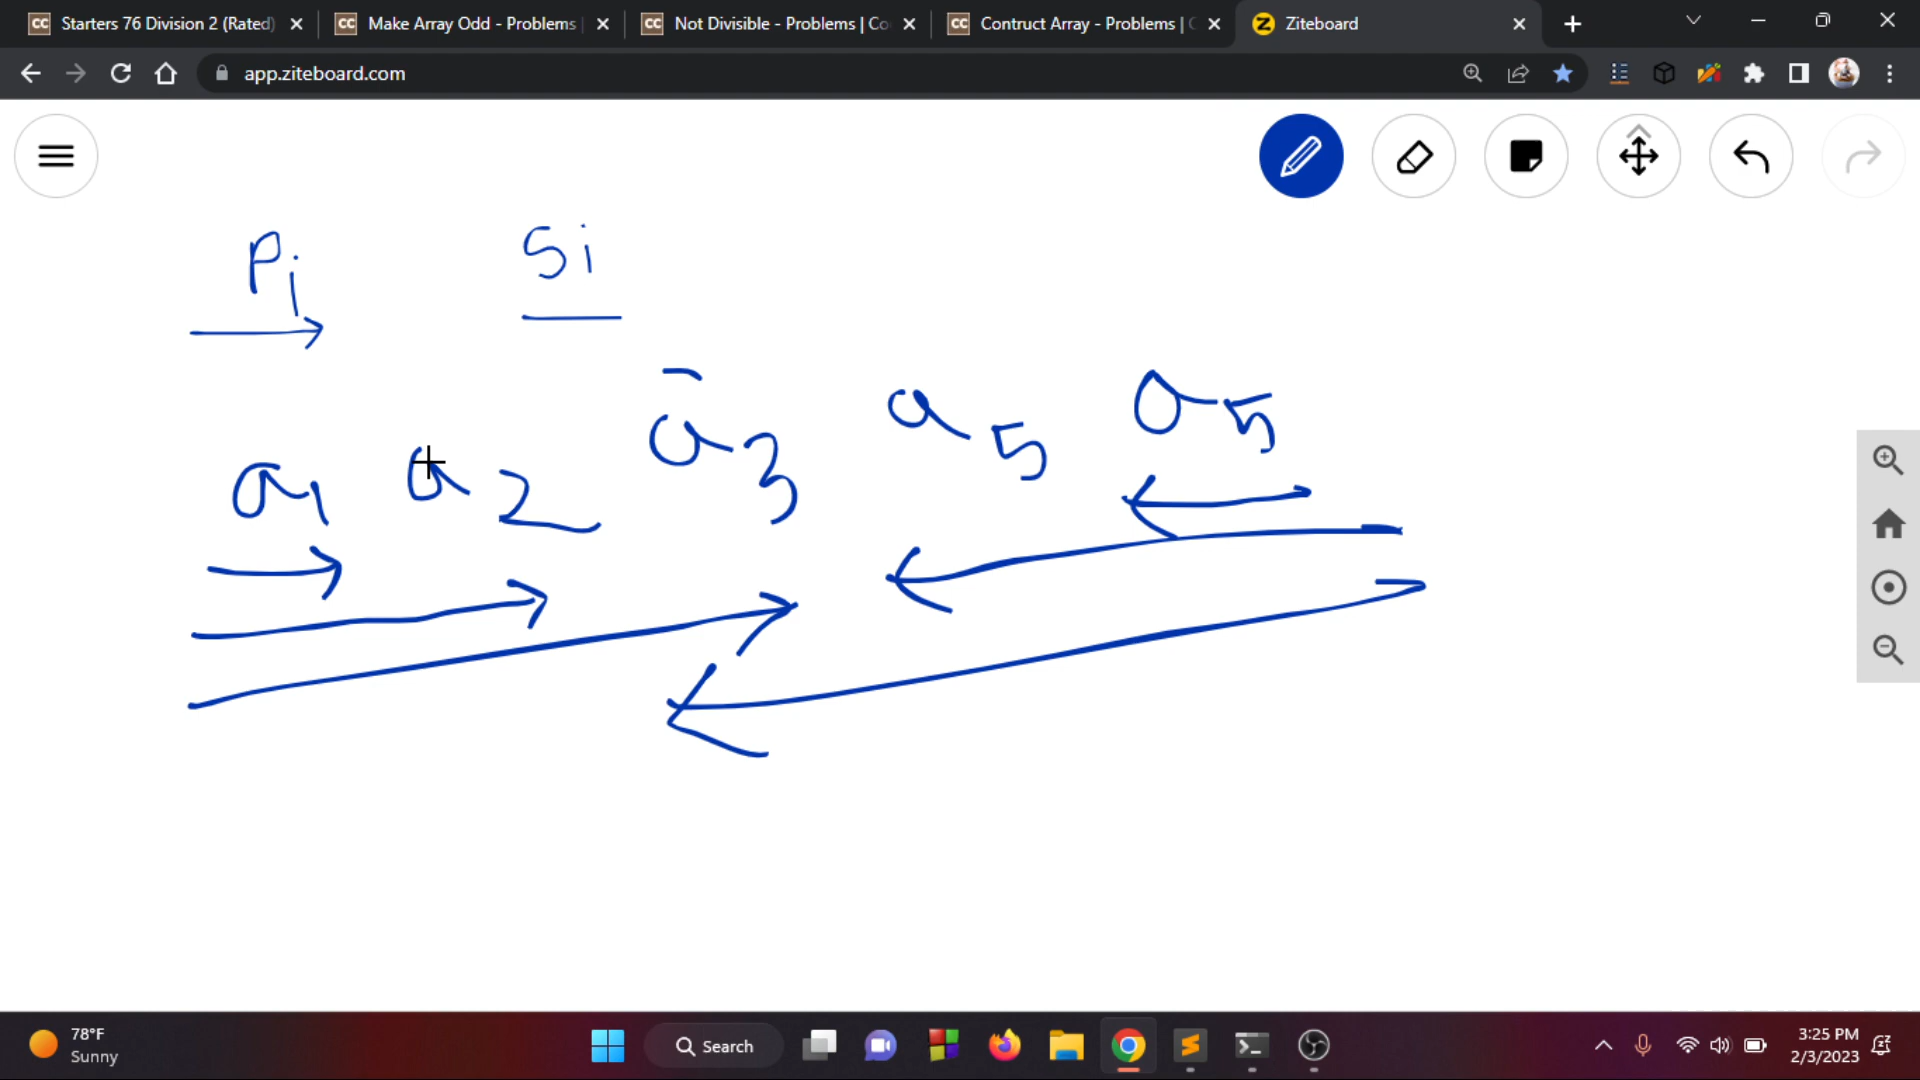 Starters 76 Division 2 (Rated)
Make Array Odd - Problems |
Not Divisible - Problems | Co
Contruct Array - Problems | C
Ziteboard
app.ziteboard.com
Pi Si
a1 a2 a3 a5 a5
78°F
Sunny
Search
3:25 PM
2/3/2023